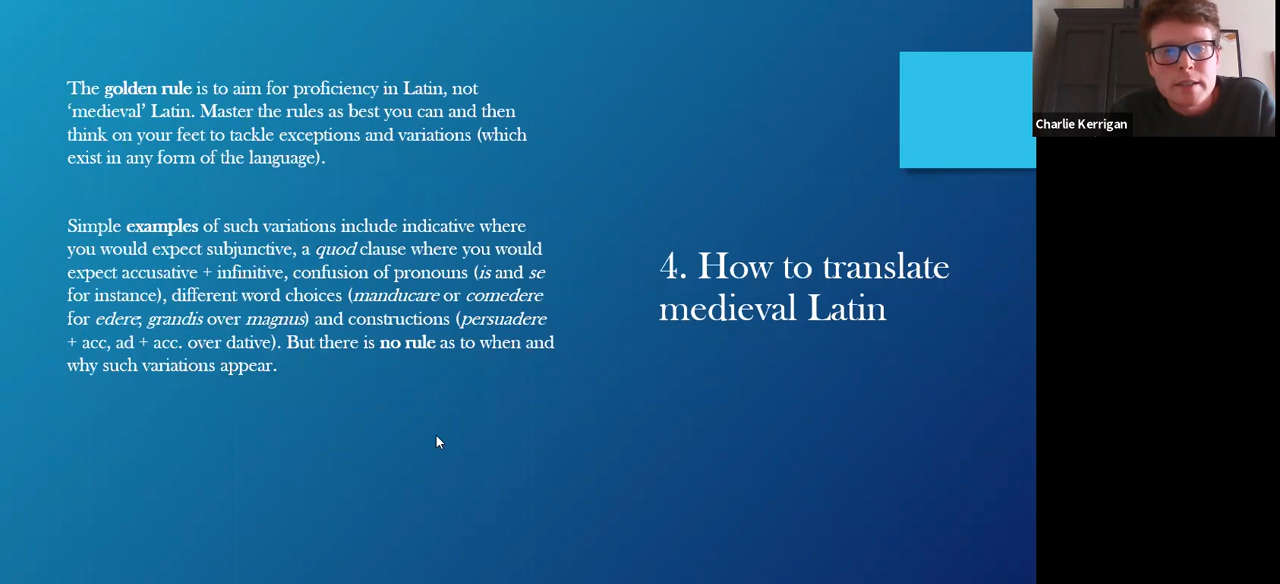 The golden rule is to aim for proficiency in Latin, not
‘medieval’ Latin. Master the rules as best you can and then
think on your feet to tackle exceptions and variations (which
exist in any form of the language).
Simple examples of such variations include indicative where
you would expect subjunctive, a quod clause where you would
expect accusative + infinitive, confusion of pronouns (is and se
for instance), different word choices (manducare or comedere
for edere; grandis over magnus) and constructions (persuadere
+ acc, ad + acc. over dative). But there is no rule as to when and
why such variations appear.
4. How to translate
medieval Latin
Charlie Kerrigan